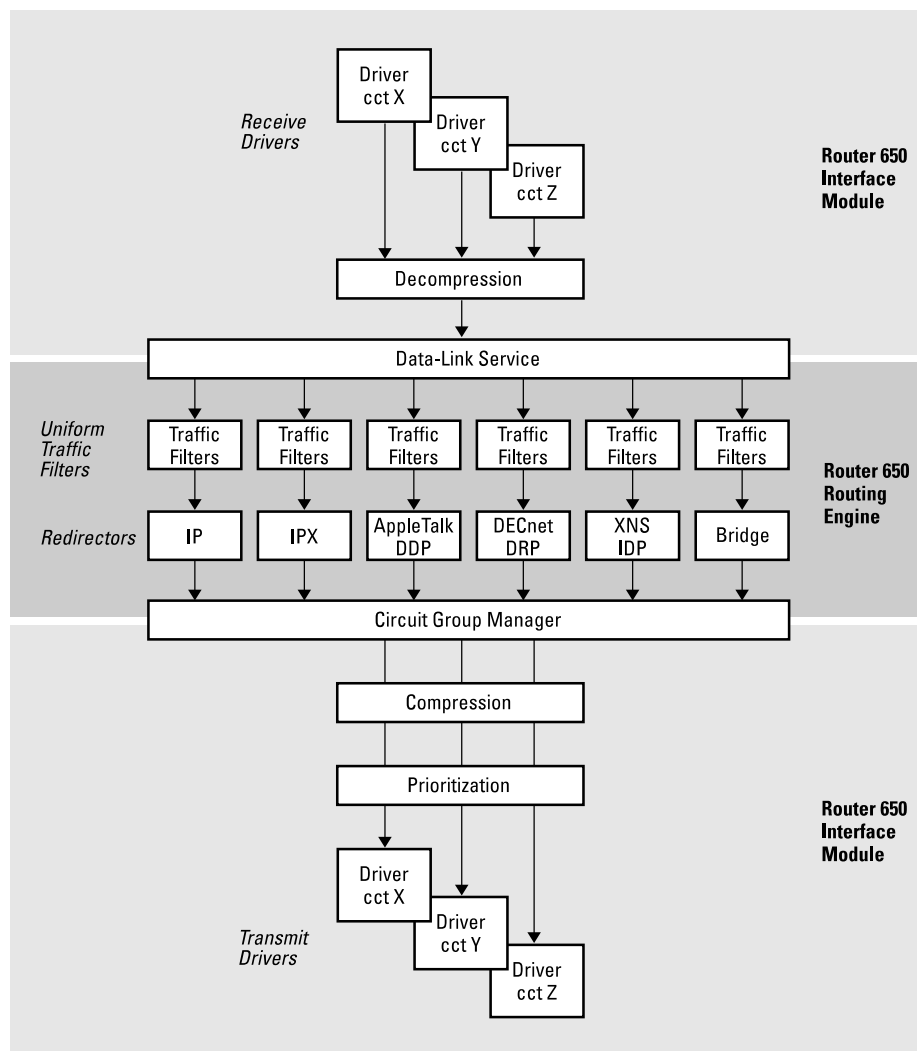 Driver
cct X
Receive
Drivers
Driver
cct Y
Driver
cct Z
Router 650
Interface
Module
Decompression
Data-Link Service
Uniform
Traffic
Filters
Traffic
Filters
Traffic
Filters
Traffic
Filters
Traffic
Filters
Traffic
Filters
Traffic
Filters
Router 650
Routing
Engine
Redirectors
IP
IPX
AppleTalk
DDP
DECnet
DRP
XNS
IDP
Bridge
Circuit Group Manager
Compression
Prioritization
Router 650
Interface
Module
Driver
cct X
Transmit
Drivers
Driver
cct Y
Driver
cct Z